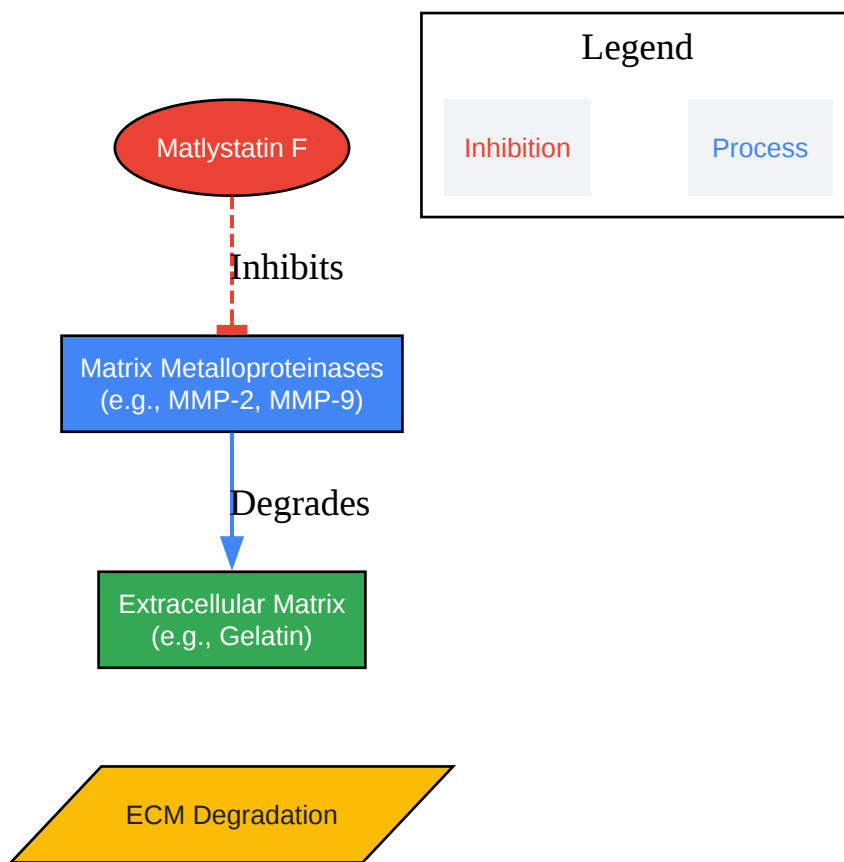 Legend
Inhibition
Process
Matlystatin F
Inhibits
Matrix Metalloproteinases
(e.g., MMP-2, MMP-9)
Degrades
Extracellular Matrix
(e.g., Gelatin)
ECM Degradation